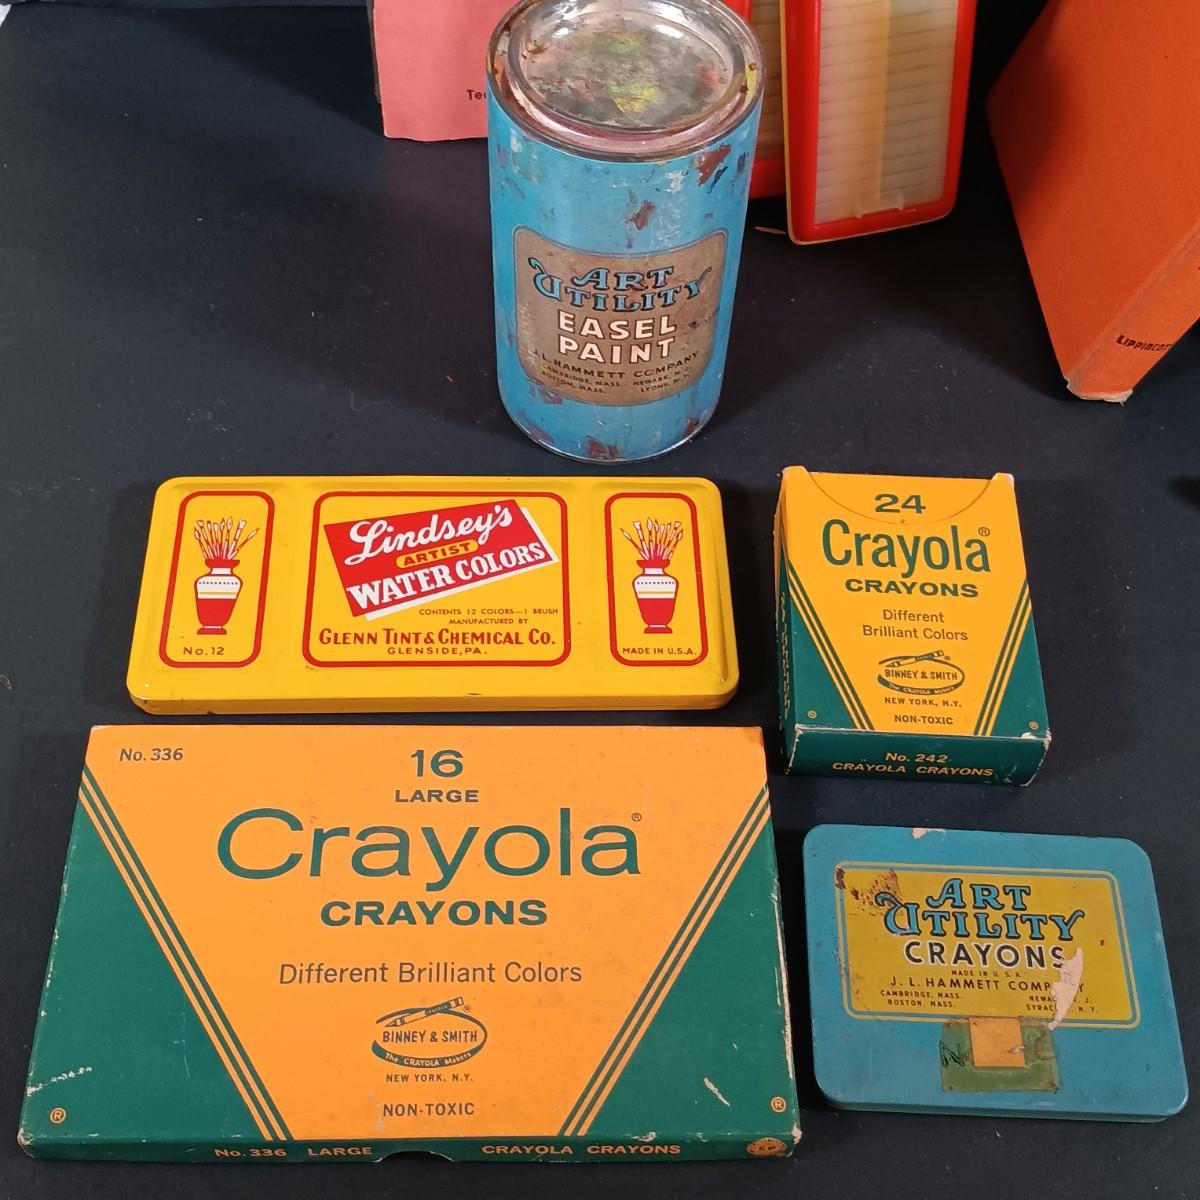 ART
UTILITY
EASEL
PAINT
J.L. HAMMETT COMPANY
CAMBRIDGE, MASS. NEWARK, N.J.
BOSTON, MASS. LYONS, N.Y.
LIPPINCOTT
Lindsey's
ARTIST
WATER COLORS
CONTENTS 12 COLORS—1 BRUSH
MANUFACTURED BY
GLENN TINT & CHEMICAL CO.
GLENSIDE, PA.
No. 12
MADE IN U.S.A.
24
Crayola®
CRAYONS
Different
Brilliant Colors
BINNEY & SMITH ®
The CRAYOLA Makers
NEW YORK, N.Y.
NON-TOXIC
® ®
No. 242
CRAYOLA CRAYONS
No. 336
16
LARGE
Crayola®
CRAYONS
Different Brilliant Colors
BINNEY & SMITH ®
The CRAYOLA Makers
NEW YORK, N.Y.
NON-TOXIC
® ®
No. 336 LARGE CRAYOLA CRAYONS
ART
UTILITY
CRAYONS
MADE IN U.S.A.
J. L. HAMMETT
CAMBRIDGE, MASS.
BOSTON, MASS. N. Y.